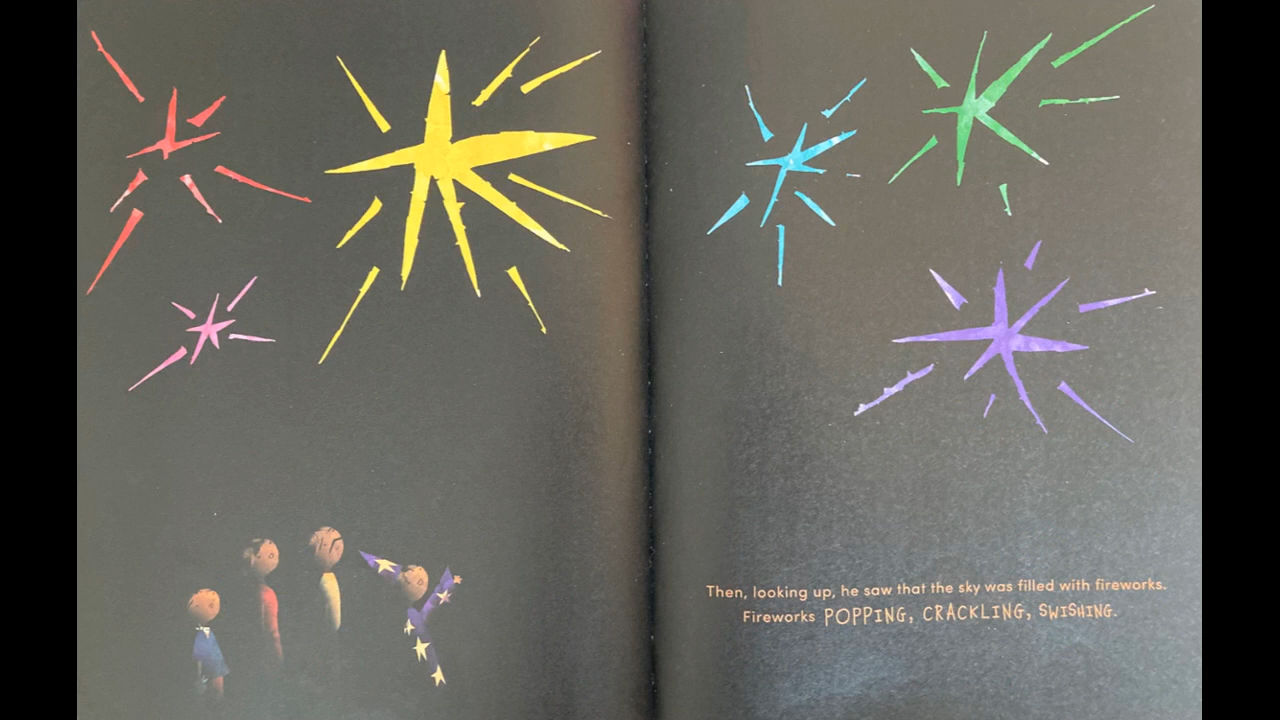 Then, looking up, he saw that the sky was filled with fireworks.
Fireworks POPPING, CRACKLING, SWISHING.